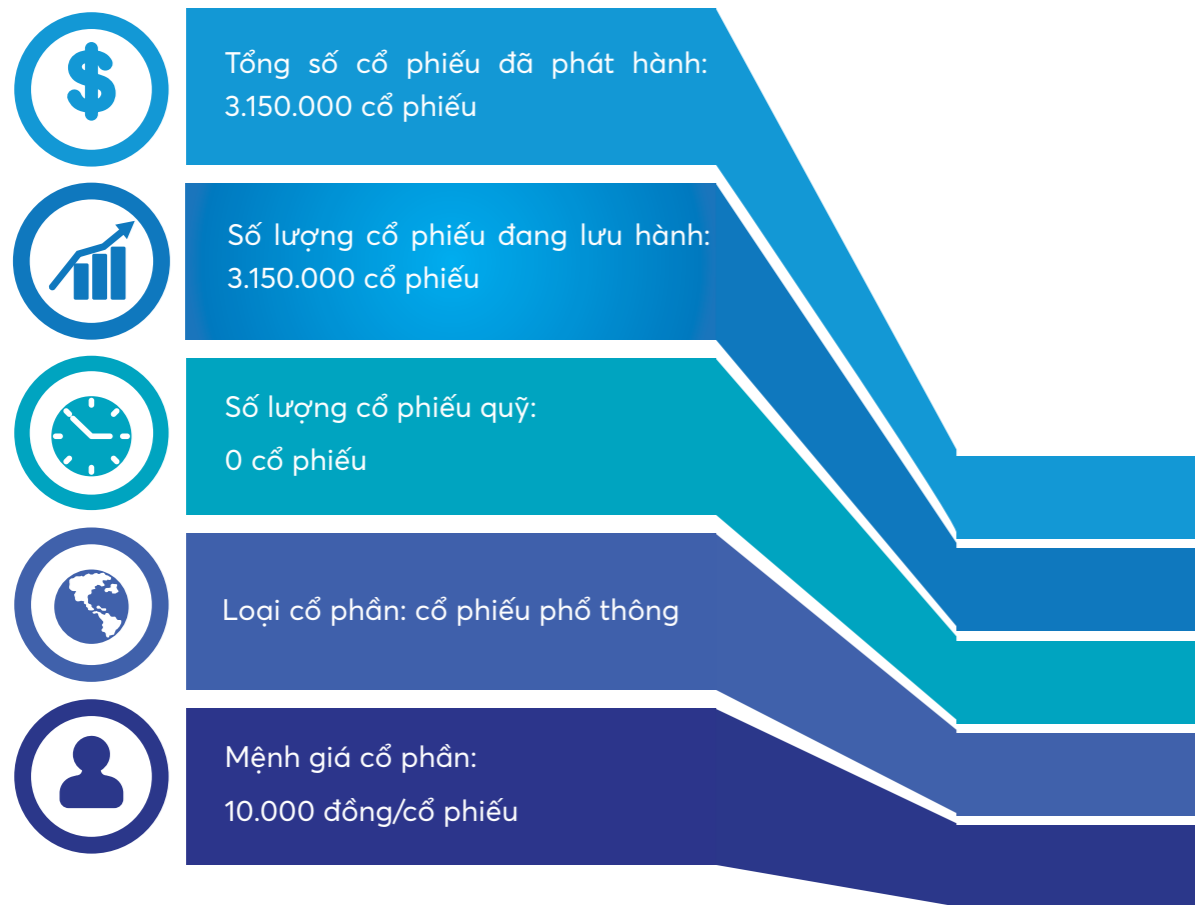 Tổng số cổ phiếu đã phát hành:
3.150.000 cổ phiếu
Số lượng cổ phiếu đang lưu hành:
3.150.000 cổ phiếu
Số lượng cổ phiếu quỹ:
0 cổ phiếu
Loại cổ phần: cổ phiếu phổ thông
Mệnh giá cổ phần:
10.000 đồng/cổ phiếu